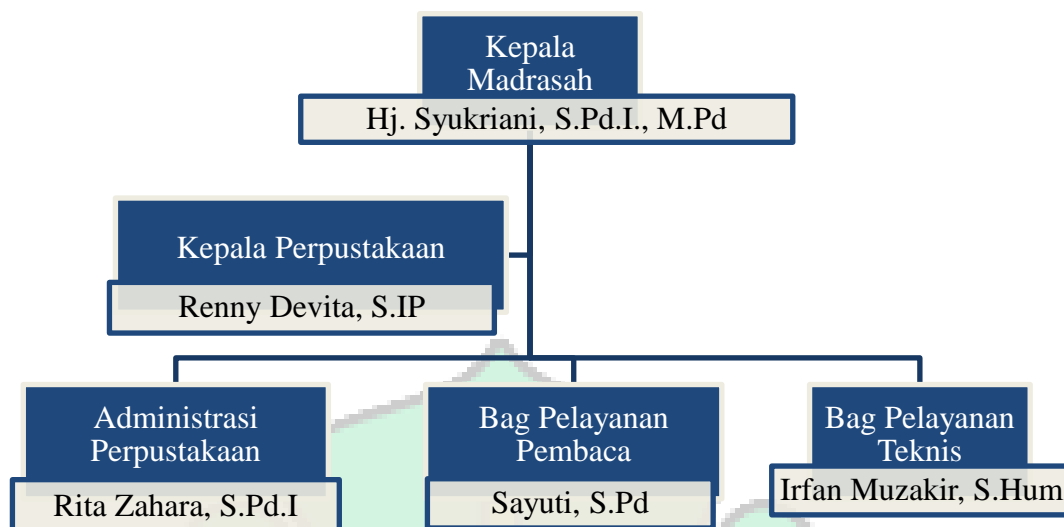 Kepala
Madrasah
Hj. Syukriani, S.Pd.I., M.Pd
Kepala Perpustakaan
Renny Devita, S.IP
Administrasi
Perpustakaan
Rita Zahara, S.Pd.I
Bag Pelayanan
Pembaca
Sayuti, S.Pd
Bag Pelayanan
Teknis
Irfan Muzakir, S.Hum